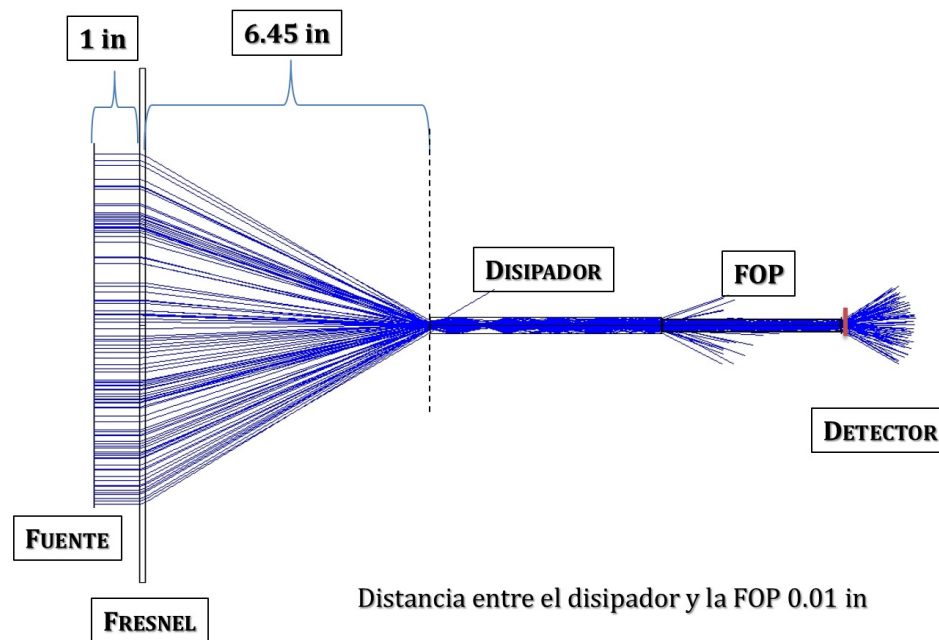 1 in
6.45 in
DISIPADOR
FOP
DETECTOR
FUENTE
FRESNEL
Distancia entre el disipador y la FOP 0.01 in